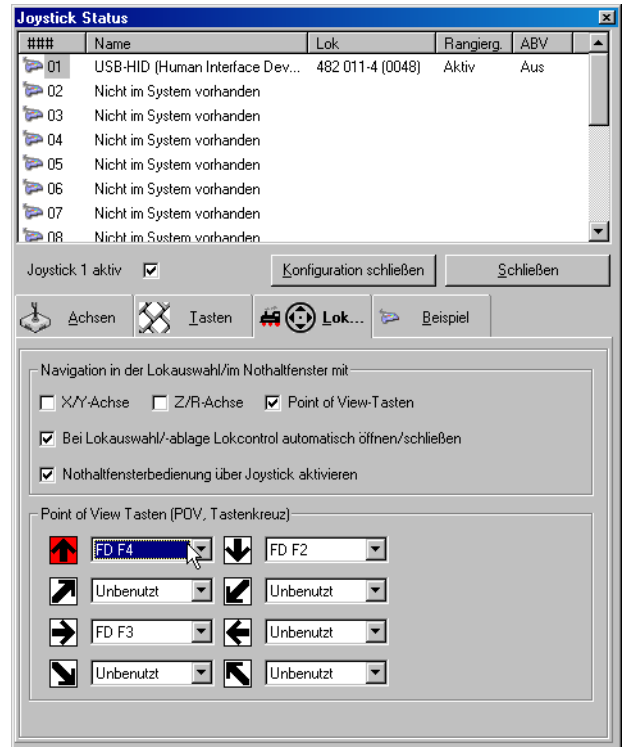 Joystick Status
### Name Lok Rangierg. ABV
01 USB-HID (Human Interface Dev... 482 011-4 (0048) Aktiv Aus
02 Nicht im System vorhanden
03 Nicht im System vorhanden
04 Nicht im System vorhanden
05 Nicht im System vorhanden
06 Nicht im System vorhanden
07 Nicht im System vorhanden
08 Nicht im System vorhanden
Joystick 1 aktiv Konfiguration schließen Schließen
Achsen Tasten Lok... Beispiel
Navigation in der Lokauswahl/im Nothaltfenster mit
X/Y-Achse Z/R-Achse Point of View-Tasten
Bei Lokauswahl/-ablage Lokcontrol automatisch öffnen/schließen
Nothaltfensterbedienung über Joystick aktivieren
Point of View Tasten (POV, Tastenkreuz)
FD F4 FD F2
Unbenutzt Unbenutzt
FD F3 Unbenutzt
Unbenutzt Unbenutzt